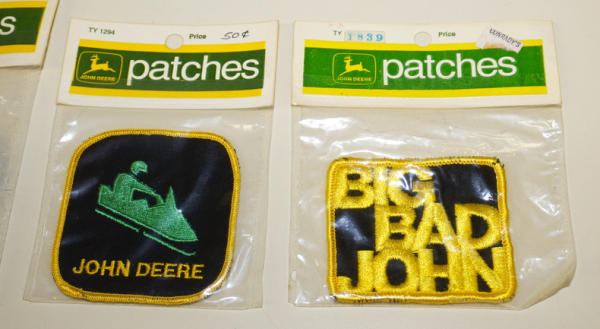 S
TY 1294
Price
50¢
JOHN DEERE
patches
JOHN DEERE
TY 1839
Price
JOHN DEERE
patches
BIG
BAD
JOHN